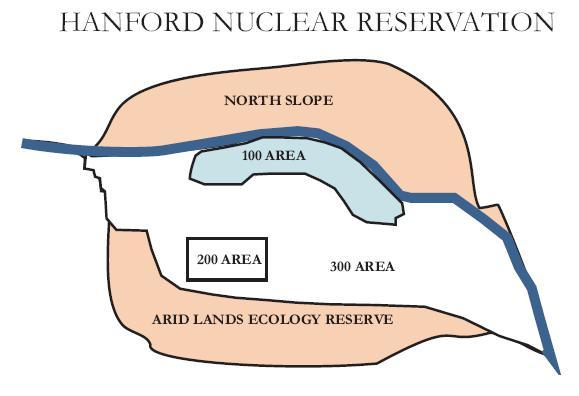 HANFORD NUCLEAR RESERVATION
NORTH SLOPE
100 AREA
200 AREA
300 AREA
ARID LANDS ECOLOGY RESERVE